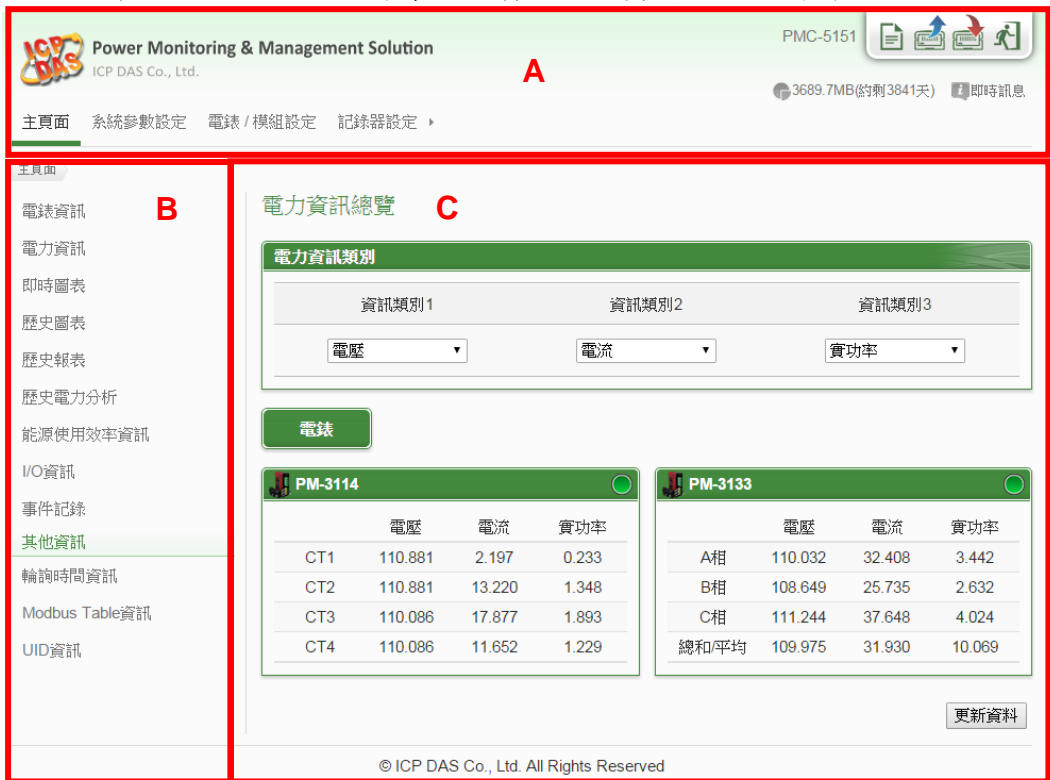 ICP DAS
Power Monitoring & Management Solution
ICP DAS Co., Ltd.
A
PMC-5151
3689.7MB(約剩3841天) 即時訊息
主頁面 系統參數設定 電錶 / 模組設定 記錄器設定
主頁面
B
電錶資訊
電力資訊
即時圖表
歷史圖表
歷史報表
歷史電力分析
能源使用效率資訊
I/O資訊
事件記錄
其他資訊
輪詢時間資訊
Modbus Table資訊
UID資訊
電力資訊總覽 C
電力資訊類別
資訊類別1 資訊類別2 資訊類別3
電壓 電流 實功率
電錶
PM-3114
電壓 電流 實功率
CT1 110.881 2.197 0.233
CT2 110.881 13.220 1.348
CT3 110.086 17.877 1.893
CT4 110.086 11.652 1.229
PM-3133
電壓 電流 實功率
A相 110.032 32.408 3.442
B相 108.649 25.735 2.632
C相 111.244 37.648 4.024
總和/平均 109.975 31.930 10.069
更新資料
© ICP DAS Co., Ltd. All Rights Reserved